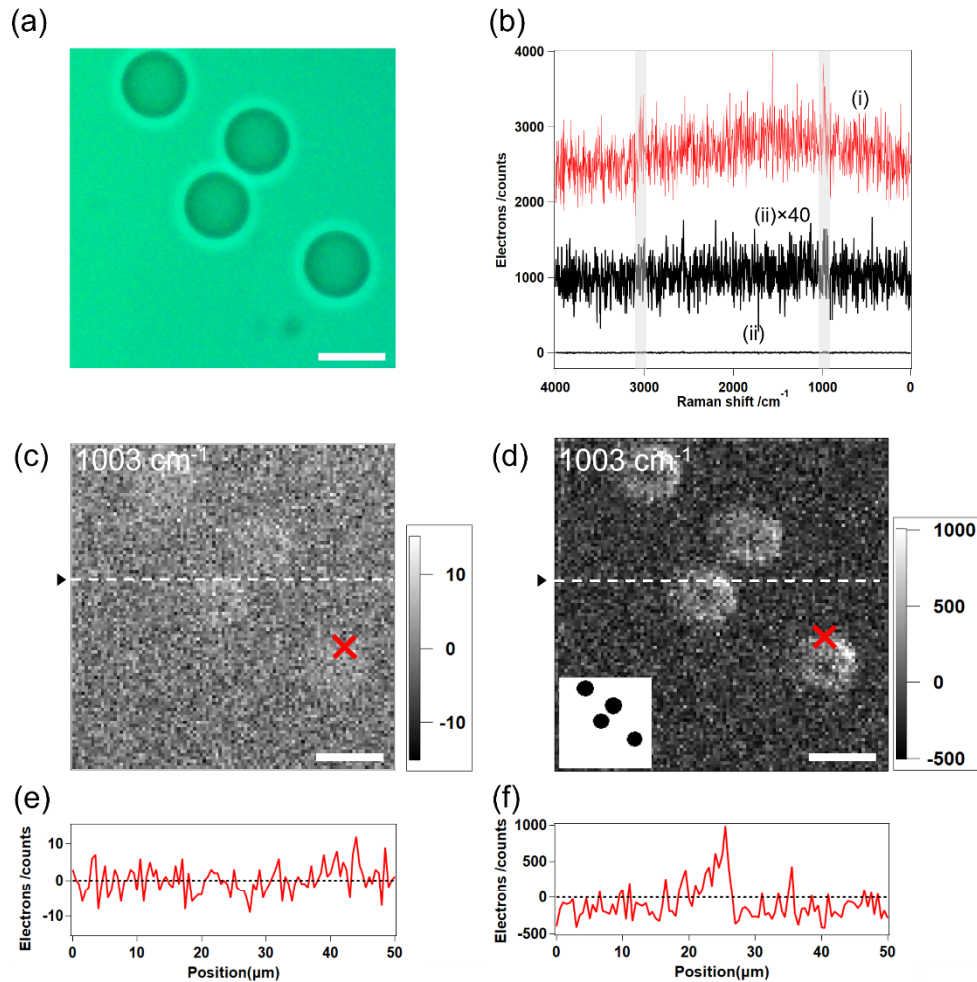 (a)
(b)
4000
3000
2000
1000
0
Electrons /counts
(i)
(ii)×40
(ii)
4000
3000
2000
1000
0
Raman shift /cm⁻¹
(c)
1003 cm⁻¹
10
0
-10
(d)
1003 cm⁻¹
1000
500
0
-500
(e)
10
0
-10
Electrons /counts
0
10
20
30
40
50
Position(µm)
(f)
1000
500
0
-500
Electrons /counts
0
10
20
30
40
50
Position(µm)